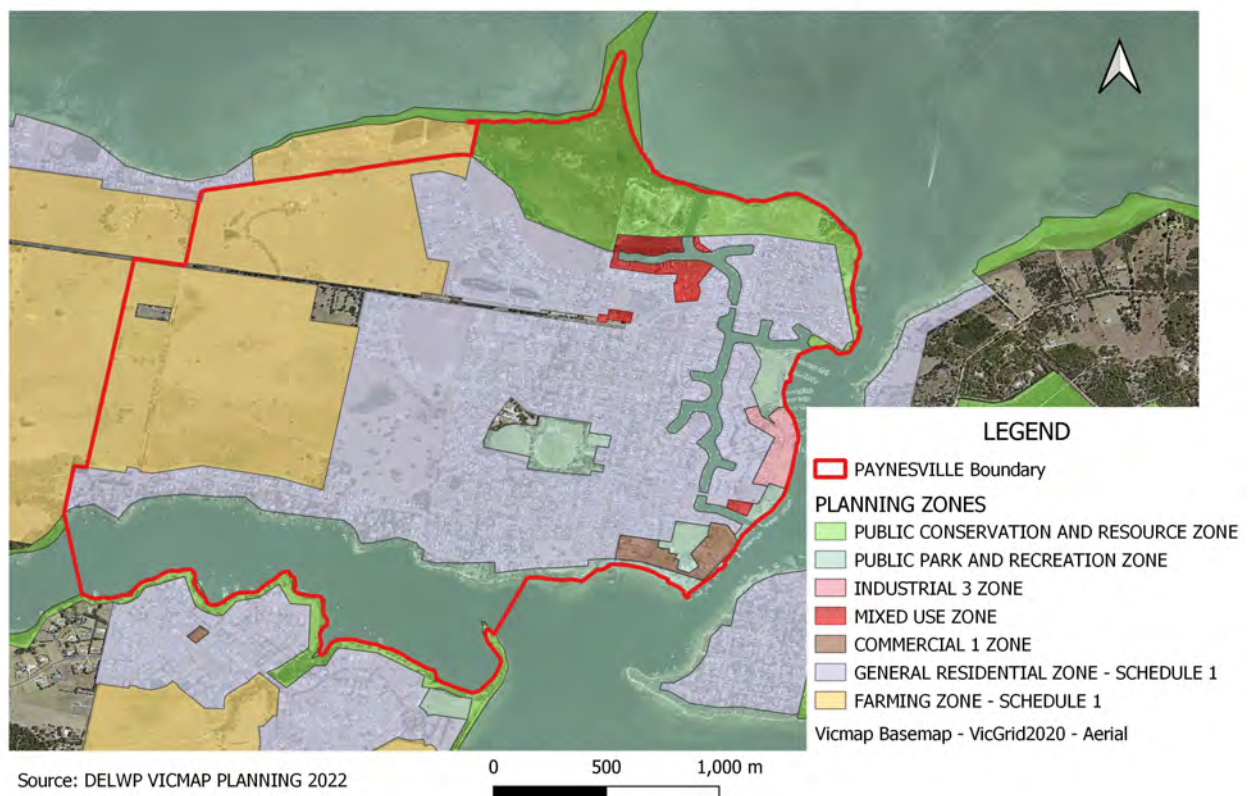 LEGEND
PAYNESVILLE Boundary
PLANNING ZONES
PUBLIC CONSERVATION AND RESOURCE ZONE
PUBLIC PARK AND RECREATION ZONE
INDUSTRIAL 3 ZONE
MIXED USE ZONE
COMMERCIAL 1 ZONE
GENERAL RESIDENTIAL ZONE - SCHEDULE 1
FARMING ZONE - SCHEDULE 1
Vicmap Basemap - VicGrid2020 - Aerial
Source: DELWP VICMAP PLANNING 2022
0 500 1,000 m